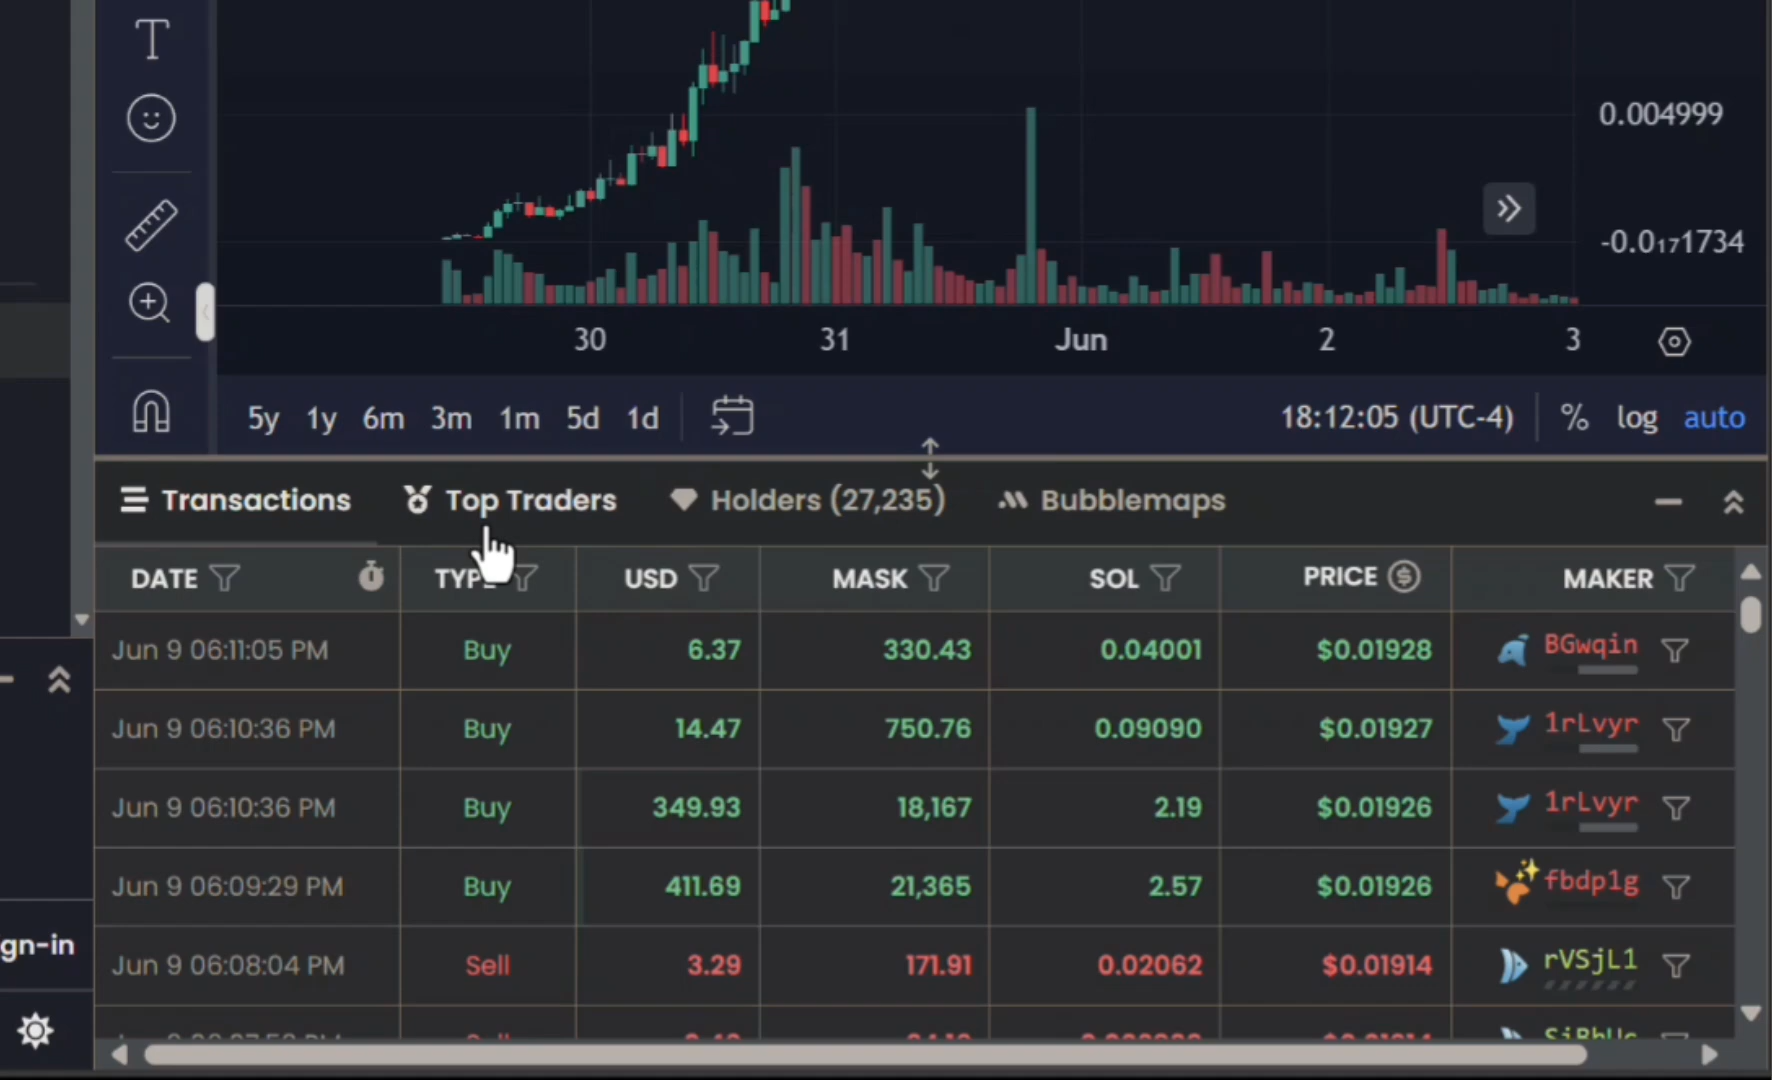 T
0.004999
-0.0₁₇1734
30 31 Jun 2 3
5y 1y 6m 3m 1m 5d 1d 18:12:05 (UTC-4) % log auto
Transactions Top Traders Holders (27,235) Bubblemaps
DATE USD MASK SOL PRICE MAKER
Jun 9 06:11:05 PM Buy 6.37 330.43 0.04001 $0.01928 BGwqin
Jun 9 06:10:36 PM Buy 14.47 750.76 0.09090 $0.01927 1rLvyr
Jun 9 06:10:36 PM Buy 349.93 18,167 2.19 $0.01926 1rLvyr
Jun 9 06:09:29 PM Buy 411.69 21,365 2.57 $0.01926 fbdp1g
gn-in
Jun 9 06:08:04 PM Sell 3.29 171.91 0.02062 $0.01914 rVSjL1